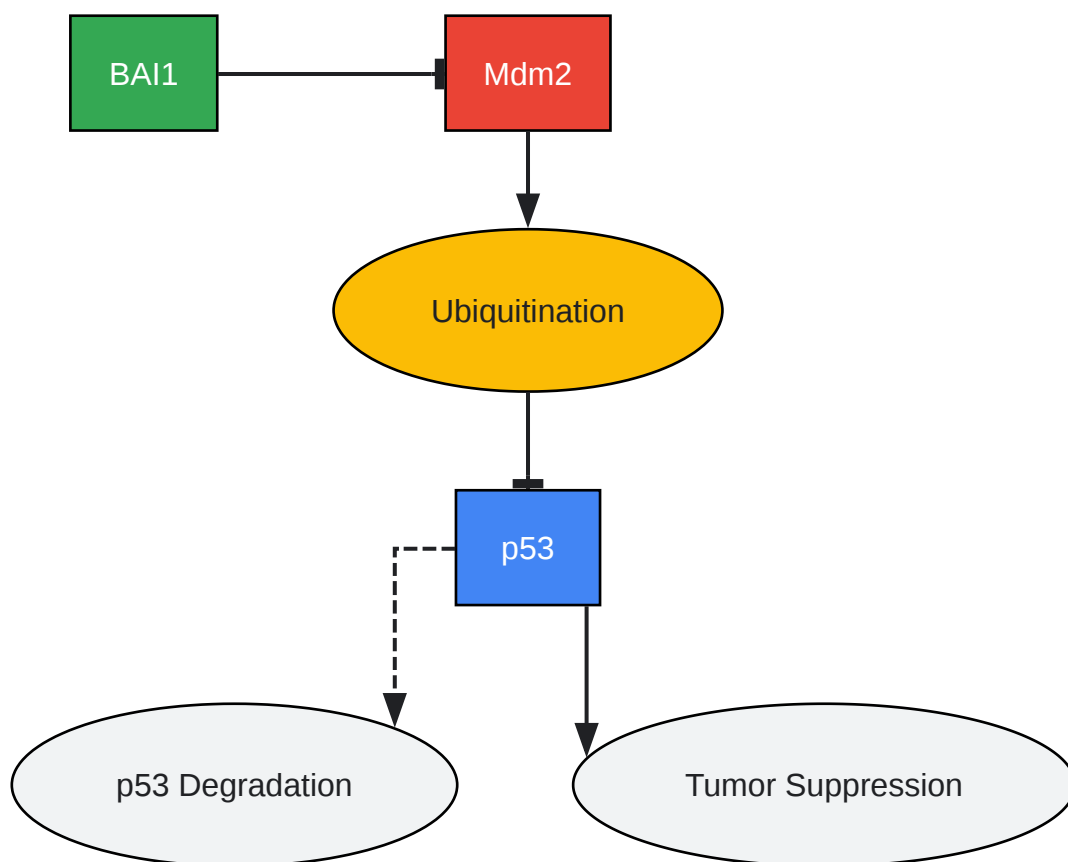 BAI1
Mdm2
Ubiquitination
p53
p53 Degradation
Tumor Suppression